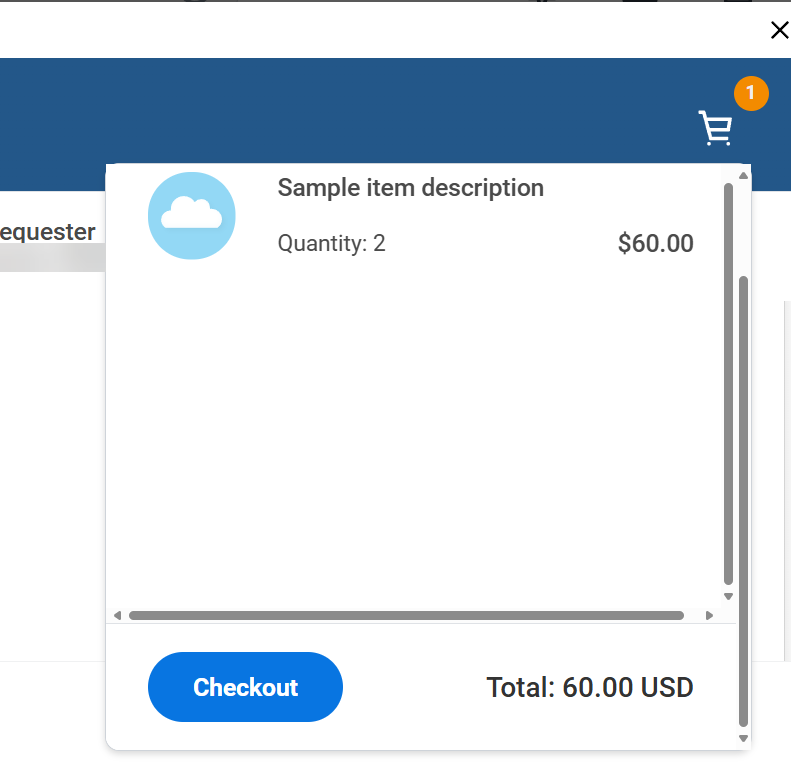 1
Sample item description
equester
Quantity: 2 $60.00
Checkout Total: 60.00 USD